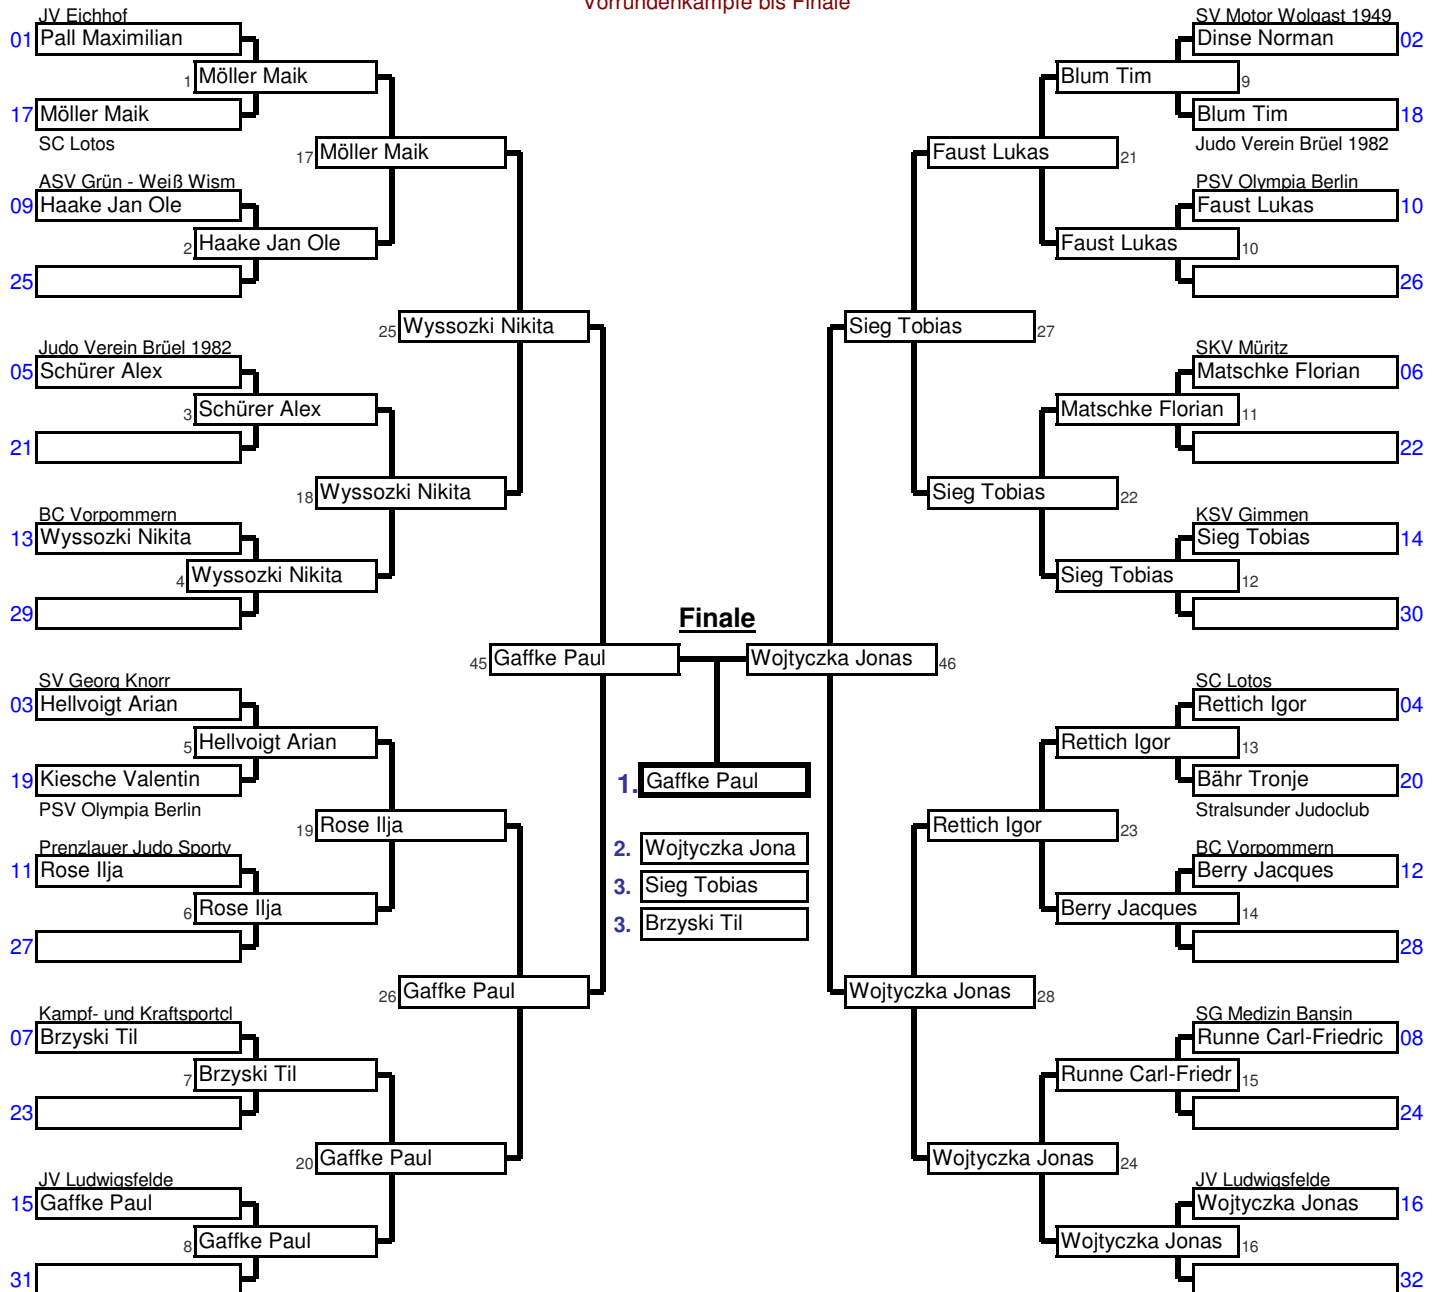 Vorrundenkämpfe bis Finale
JV Eichhof
01 Pall Maximilian
1 Möller Maik
17 Möller Maik
SC Lotos
17 Möller Maik
ASV Grün - Weiß Wism
09 Haake Jan Ole
2 Haake Jan Ole
25
25 Wyssozki Nikita
Judo Verein Brüel 1982
05 Schürer Alex
3 Schürer Alex
21
18 Wyssozki Nikita
BC Vorpommern
13 Wyssozki Nikita
4 Wyssozki Nikita
29
45 Gaffke Paul
SV Georg Knorr
03 Hellvoigt Arian
5 Hellvoigt Arian
19 Kiesche Valentin
PSV Olympia Berlin
19 Rose Ilja
Prenzlauer Judo Sportv
11 Rose Ilja
6 Rose Ilja
27
26 Gaffke Paul
Kampf- und Kraftsportcl
07 Brzyski Til
7 Brzyski Til
23
20 Gaffke Paul
JV Ludwigsfelde
15 Gaffke Paul
8 Gaffke Paul
31
Finale
1. Gaffke Paul
2. Wojtyczka Jona
3. Sieg Tobias
3. Brzyski Til
SV Motor Wolgast 1949
Dinse Norman 02
Blum Tim 9
Blum Tim 18
Judo Verein Brüel 1982
Faust Lukas 21
PSV Olympia Berlin
Faust Lukas 10
Faust Lukas 10
26
Sieg Tobias 27
SKV Müritz
Matschke Florian 06
Matschke Florian 11
22
Sieg Tobias 22
KSV Gimmen
Sieg Tobias 14
Sieg Tobias 12
30
Wojtyczka Jonas 46
SC Lotos
Rettich Igor 04
Rettich Igor 13
Bähr Tronje 20
Stralsunder Judoclub
Rettich Igor 23
BC Vorpommern
Berry Jacques 12
Berry Jacques 14
28
Wojtyczka Jonas 28
SG Medizin Bansin
Runne Carl-Friedric 08
Runne Carl-Friedr 15
24
Wojtyczka Jonas 24
JV Ludwigsfelde
Wojtyczka Jonas 16
Wojtyczka Jonas 16
32